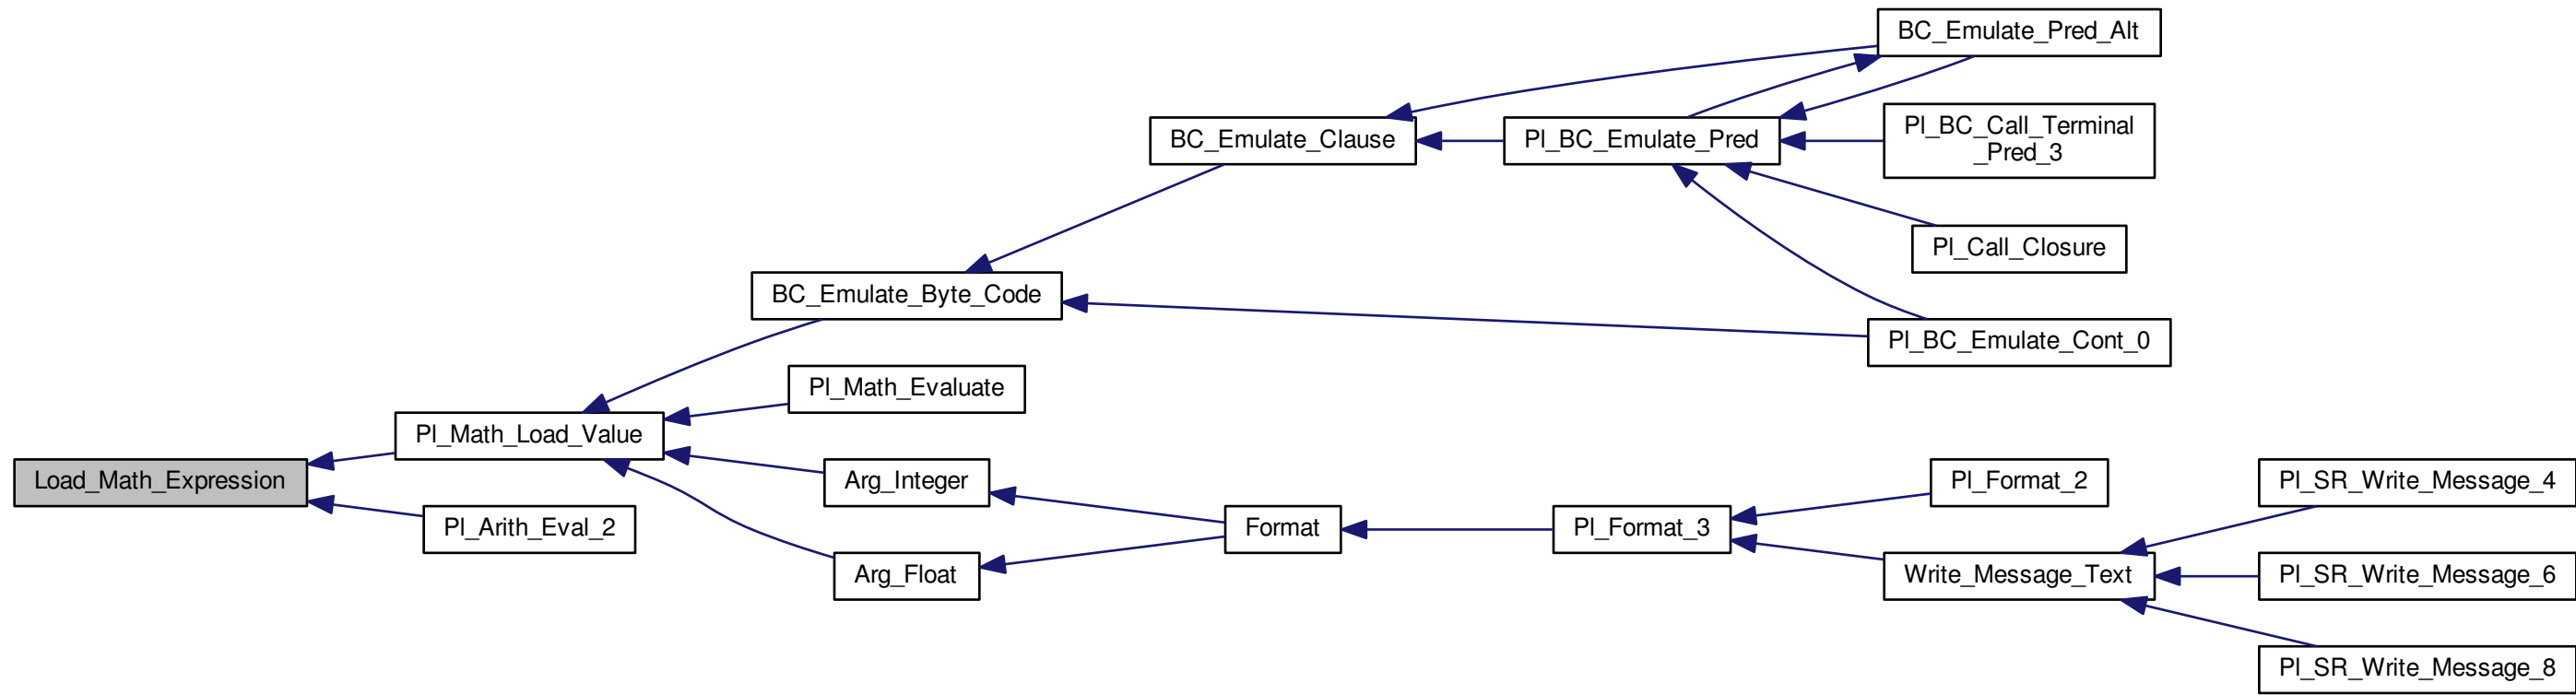 BC_Emulate_Pred_Alt
BC_Emulate_Clause
Pl_BC_Emulate_Pred
Pl_BC_Call_Terminal
_Pred_3
Pl_Call_Closure
BC_Emulate_Byte_Code
Pl_BC_Emulate_Cont_0
Pl_Math_Evaluate
Pl_Math_Load_Value
Load_Math_Expression
Arg_Integer
Pl_Format_2
Pl_SR_Write_Message_4
Pl_Arith_Eval_2
Format
Pl_Format_3
Arg_Float
Write_Message_Text
Pl_SR_Write_Message_6
Pl_SR_Write_Message_8